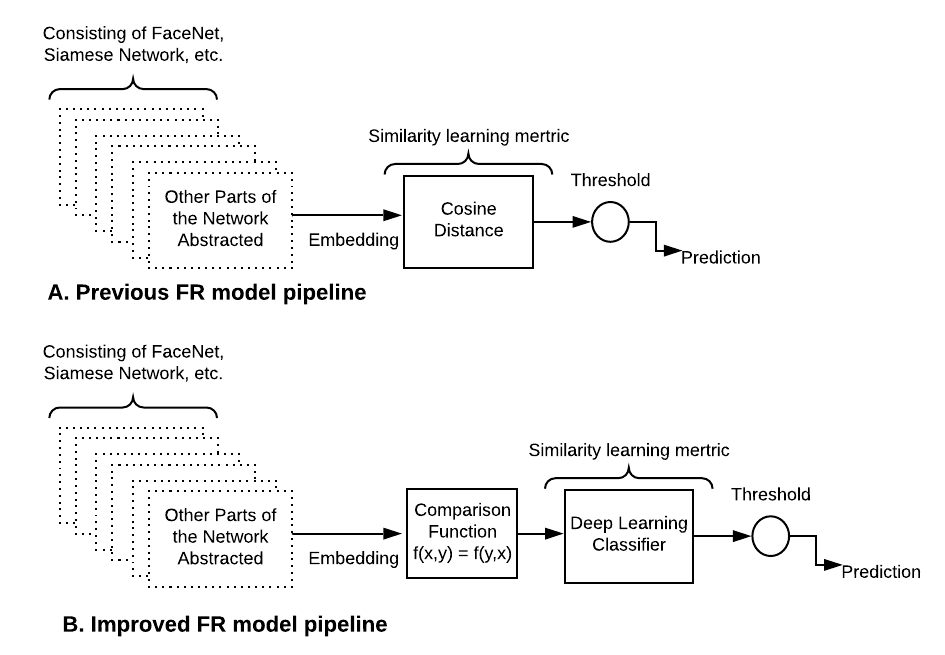 Consisting of FaceNet,
Siamese Network, etc.
Similarity learning mertric
Threshold
Other Parts of
the Network
Abstracted
Embedding
Cosine
Distance
Prediction
A. Previous FR model pipeline
Consisting of FaceNet,
Siamese Network, etc.
Similarity learning mertric
Threshold
Other Parts of
the Network
Abstracted
Embedding
Comparison
Function
f(x,y) = f(y,x)
Deep Learning
Classifier
Prediction
B. Improved FR model pipeline